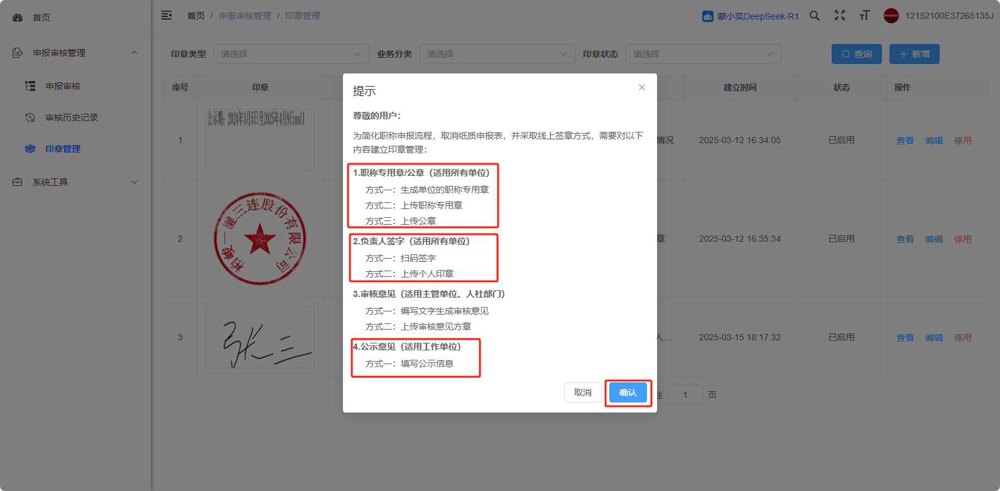 首页
申报审核管理
申报审核
审核历史记录
印章管理
系统工具
首页 / 申报审核管理 / 印章管理
蒙小奕DeepSeek-R1
12152100E37265135J
印章类型 请选择 业务分类 请选择 印章状态 请选择 查询 新增
序号 印章 建立时间 状态 操作
公示期：2024年3月5日至2025年4月9日null
1 情况 2025-03-12 16:34:05 已启用 查看 编辑 停用
柏峻一键三连股份有限公司
2 章 2025-03-12 16:35:34 已启用 查看 编辑 停用
张三
3 人... 2025-03-15 18:17:32 已启用 查看 编辑 停用
1 页
提示
尊敬的用户：
为简化职称申报流程，取消纸质申报表，并采取线上签章方式，需要对以下
内容建立印章管理：
1.职称专用章/公章（适用所有单位）
方式一：生成单位的职称专用章
方式二：上传职称专用章
方式三：上传公章
2.负责人签字（适用所有单位）
方式一：扫码签字
方式二：上传个人印章
3.审核意见（适用主管单位、人社部门）
方式一：编写文字生成审核意见
方式二：上传审核意见方章
4.公示意见（适用工作单位）
方式一：填写公示信息
取消 确认